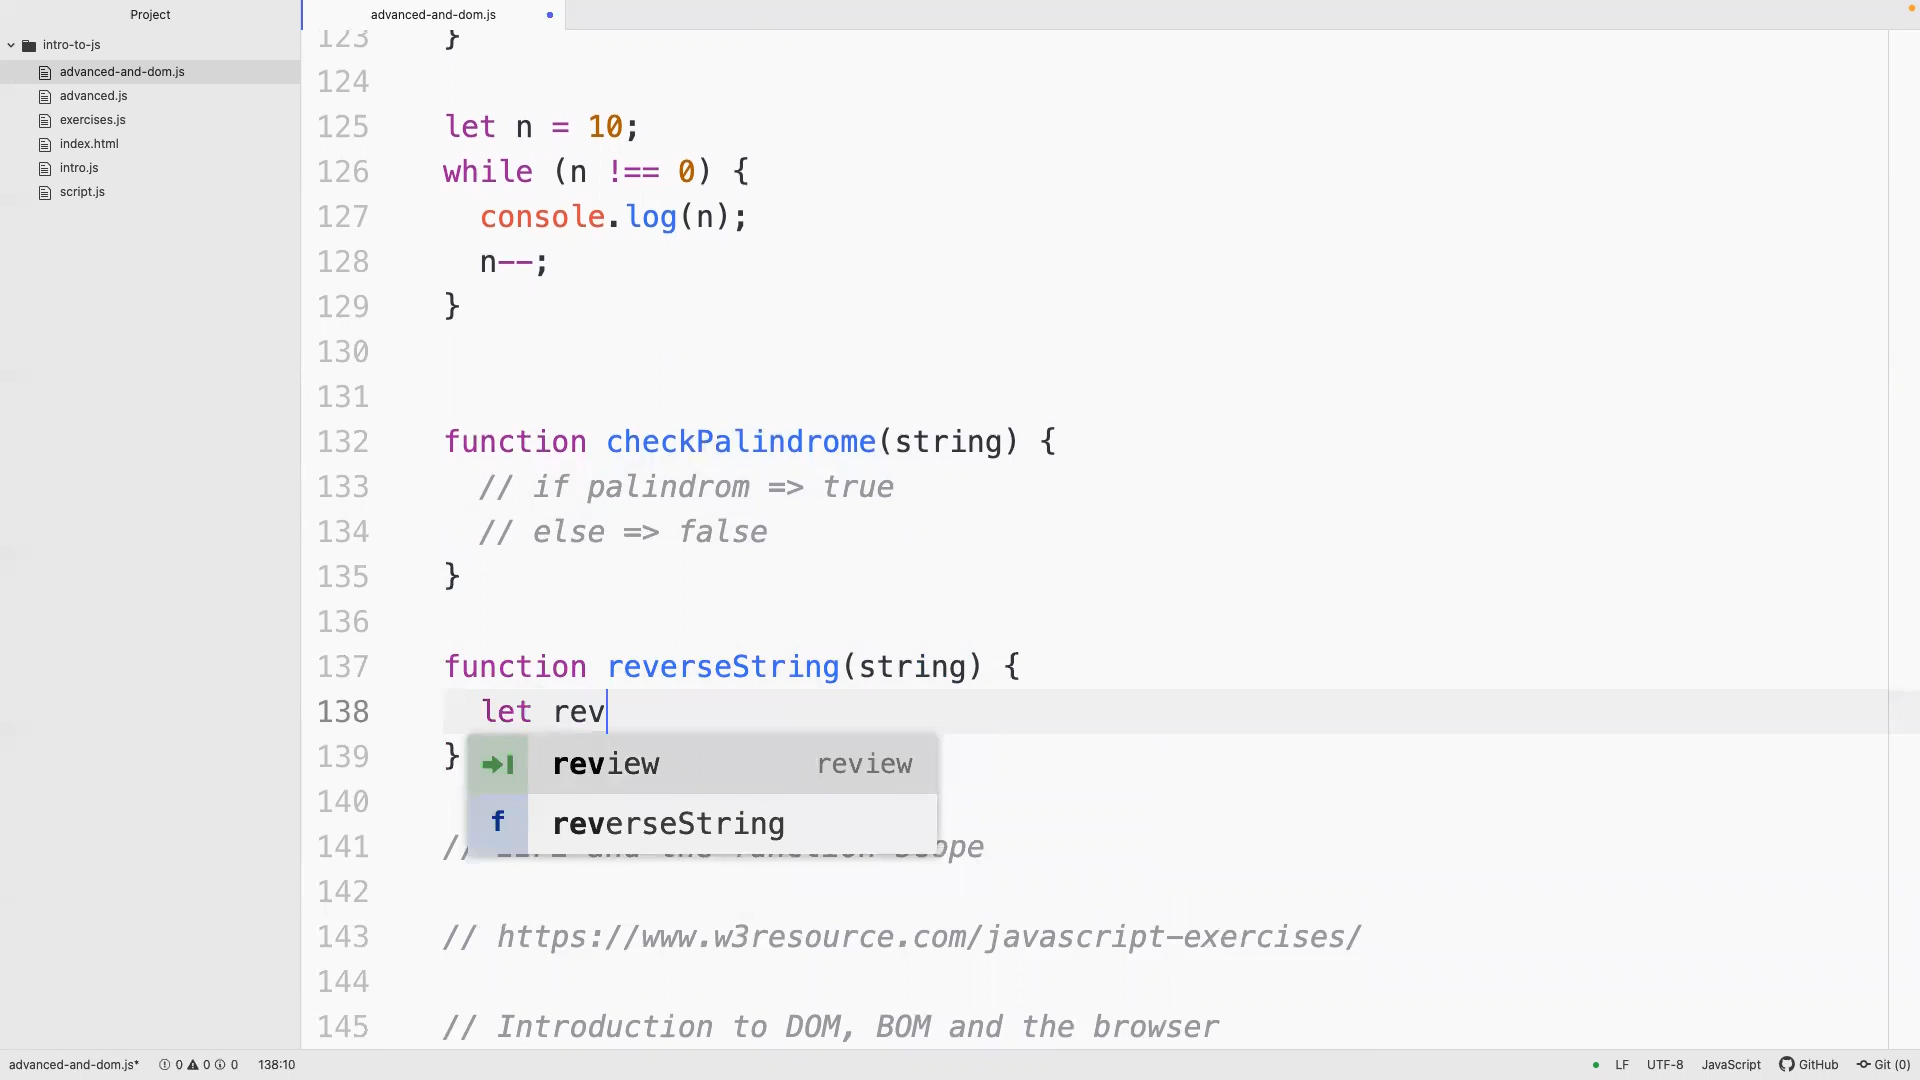 Project
advanced-and-dom.js
intro-to-js
advanced-and-dom.js
advanced.js
exercises.js
index.html
intro.js
script.js
123 }
124
125 let n = 10;
126 while (n !== 0) {
127 console.log(n);
128 n--;
129 }
130
131
132 function checkPalindrome(string) {
133 // if palindrom => true
134 // else => false
135 }
136
137 function reverseString(string) {
138 let rev
139 }
review review
140
f reverseString
141 // and the function scope
142
143 // https://www.w3resource.com/javascript-exercises/
144
145 // Introduction to DOM, BOM and the browser
advanced-and-dom.js* 0 0 0 138:10
LF UTF-8 JavaScript GitHub Git (0)